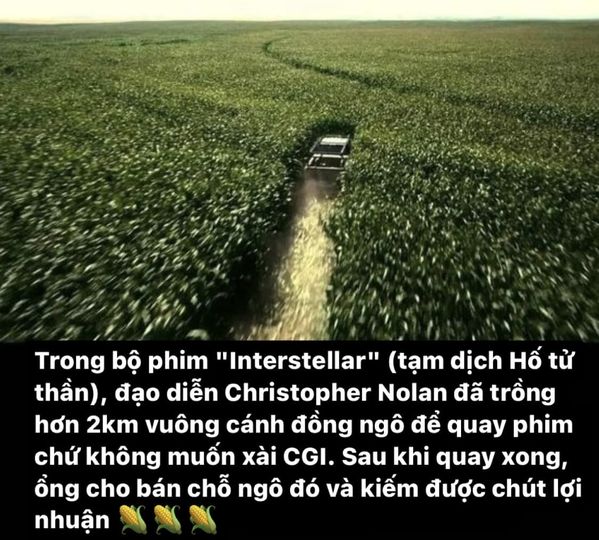 Trong bộ phim "Interstellar" (tạm dịch Hố tử
thần), đạo diễn Christopher Nolan đã trồng
hơn 2km vuông cánh đồng ngô để quay phim
chứ không muốn xài CGI. Sau khi quay xong,
ổng cho bán chỗ ngô đó và kiếm được chút lợi
nhuận 🌽🌽🌽